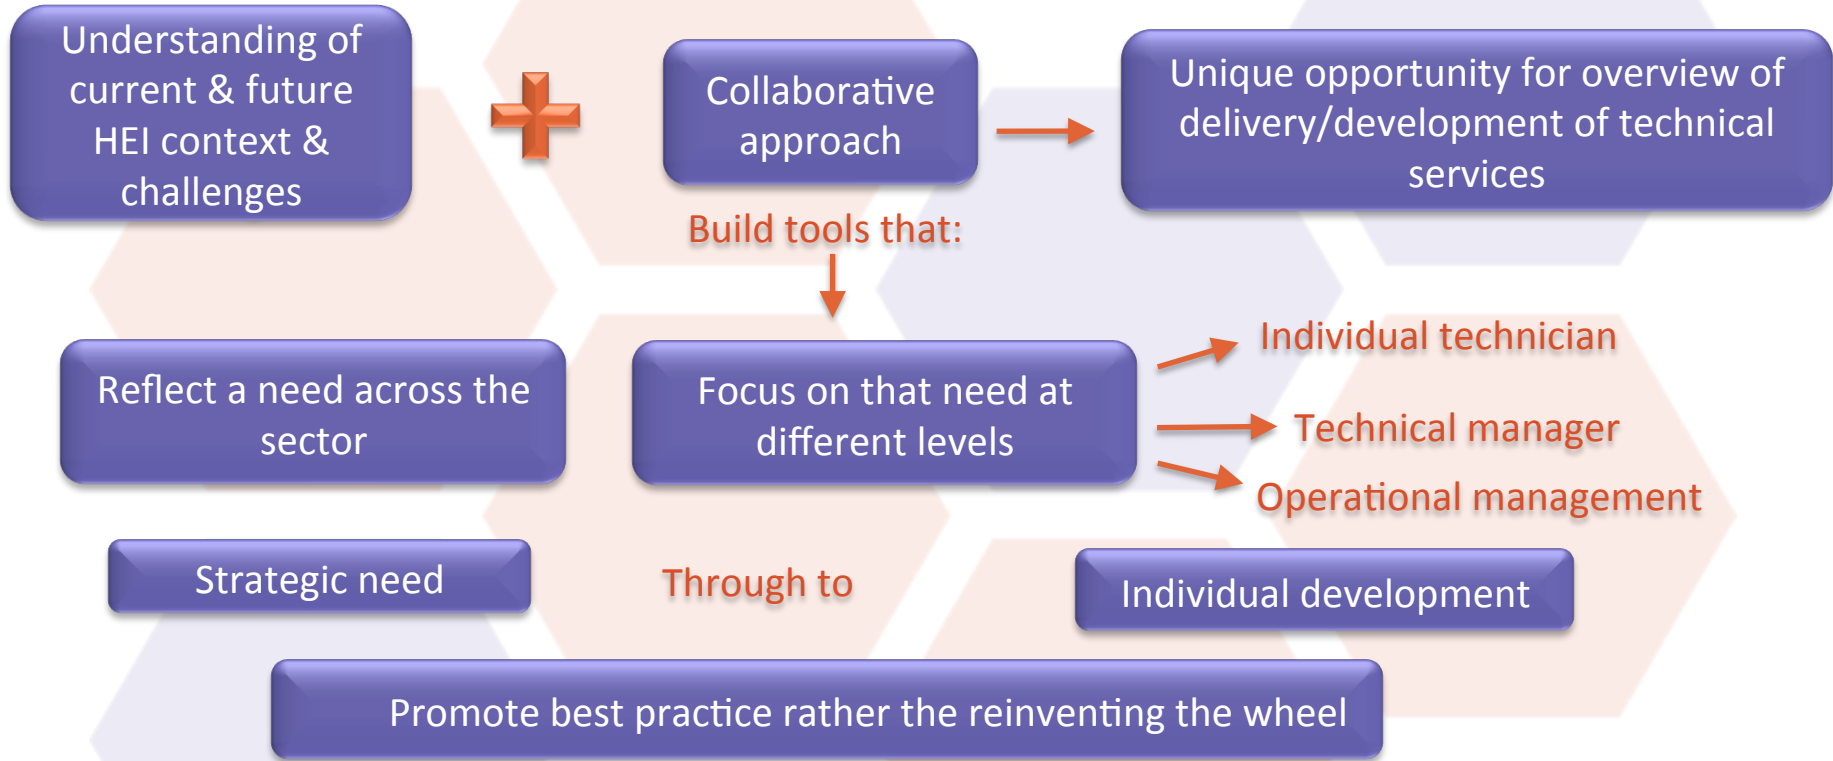 Understanding of
current & future
HEI context &
challenges
Collaborative
approach
Unique opportunity for overview of
delivery/development of technical
services
Build tools that:
Reflect a need across the
sector
Focus on that need at
different levels
Individual technician
Technical manager
Operational management
Strategic need
Through to
Individual development
Promote best practice rather the reinventing the wheel